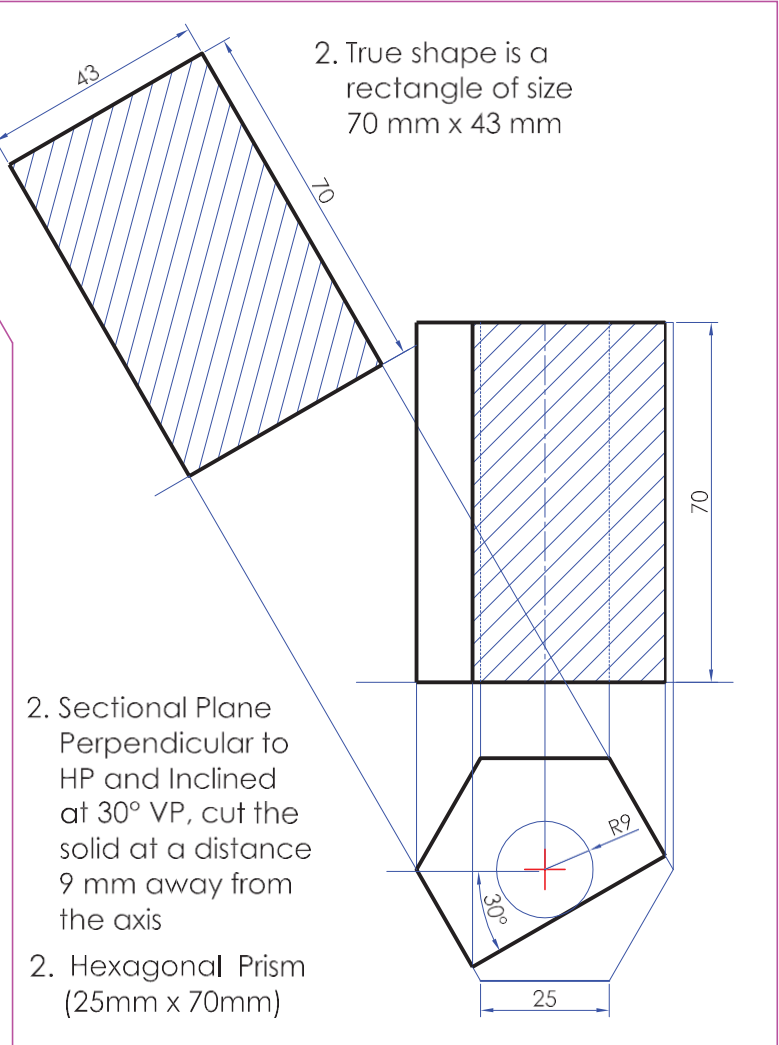 2. True shape is a
rectangle of size
70 mm x 43 mm
43
70
70
2. Sectional Plane
Perpendicular to
HP and Inclined
at 30° VP, cut the
solid at a distance
9 mm away from
the axis
R9
30°
2. Hexagonal Prism
(25mm x 70mm)
25